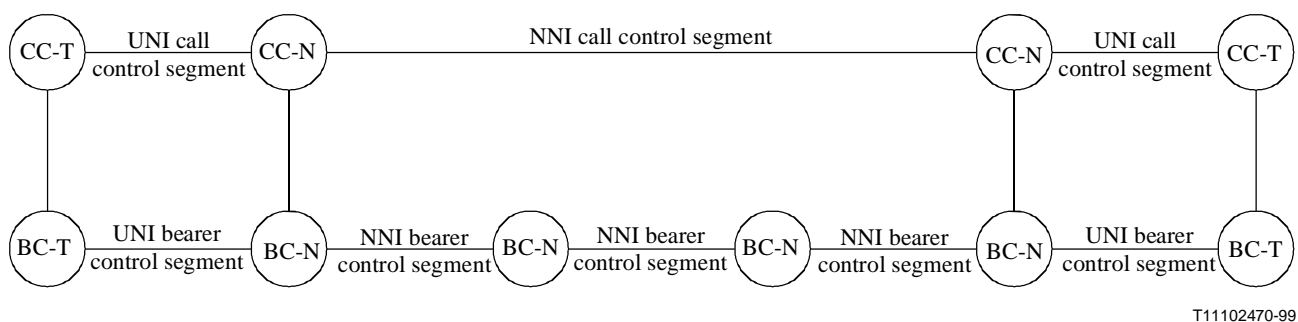 CC-T
UNI call
control segment
CC-N
NNI call control segment
CC-N
UNI call
control segment
CC-T
BC-T
UNI bearer
control segment
BC-N
NNI bearer
control segment
BC-N
NNI bearer
control segment
BC-N
NNI bearer
control segment
BC-N
UNI bearer
control segment
BC-T
T11102470-99